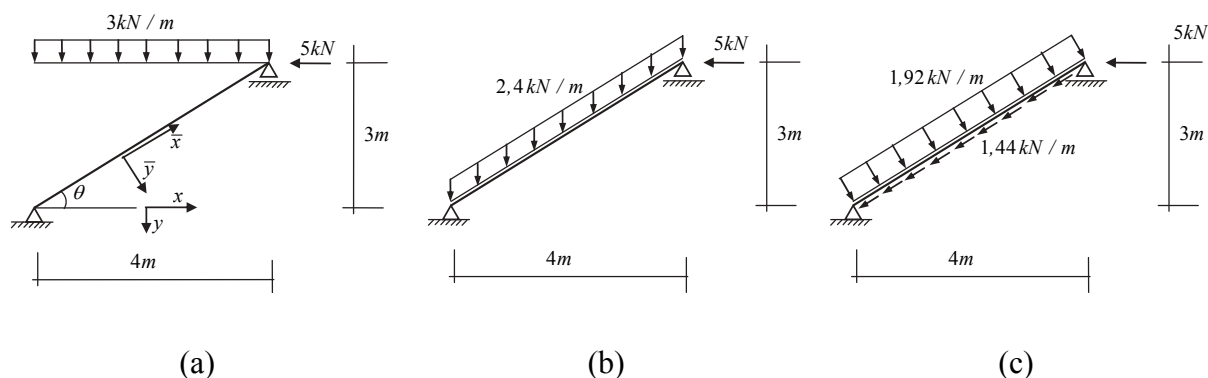 3kN / m
5kN
3m
x̄
ȳ
θ
x
y
4m
(a)
2,4 kN / m
5kN
3m
4m
(b)
1,92 kN / m
5kN
3m
1,44 kN / m
4m
(c)